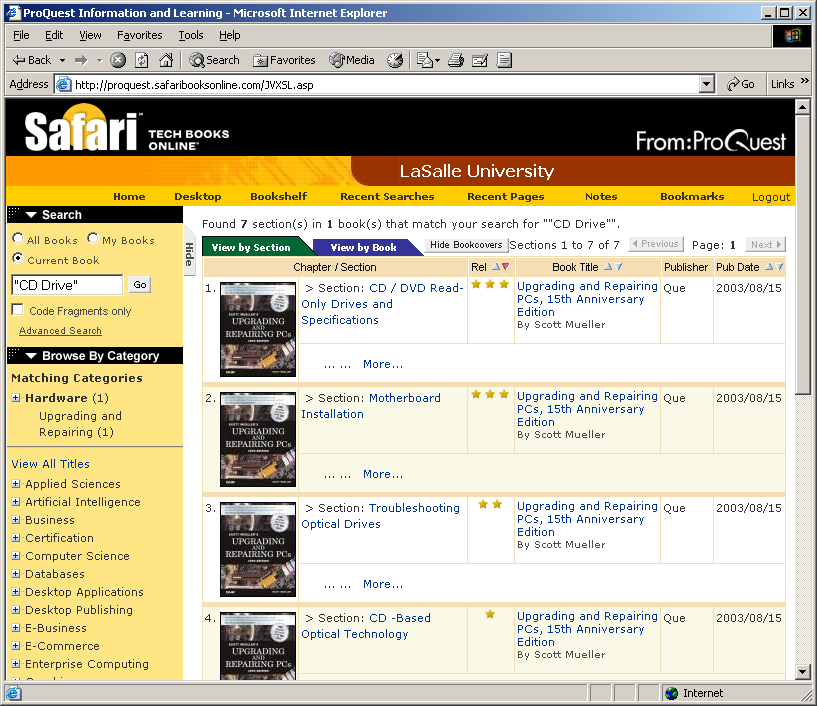 ProQuest Information and Learning - Microsoft Internet Explorer
File Edit View Favorites Tools Help
Back Search Favorites Media
Address http://proquest.safaribooksonline.com/JVXSL.asp Go Links »
Safari™ TECH BOOKS
ONLINE™
From:ProQuest
LaSalle University
Home Desktop Bookshelf Recent Searches Recent Pages Notes Bookmarks Logout
Search
All Books My Books
Current Book
"CD Drive" Go
Code Fragments only
Advanced Search
Browse By Category
Matching Categories
Hardware (1)
Upgrading and
Repairing (1)
View All Titles
Applied Sciences
Artificial Intelligence
Business
Certification
Computer Science
Databases
Desktop Applications
Desktop Publishing
E-Business
E-Commerce
Enterprise Computing
Hide
Found 7 section(s) in 1 book(s) that match your search for ""CD Drive"".
View by Section View by Book Hide Bookcovers Sections 1 to 7 of 7 Previous Page: 1 Next
Chapter / Section Rel Book Title Publisher Pub Date
1. > Section: CD / DVD Read- Upgrading and Repairing Que 2003/08/15
Only Drives and PCs, 15th Anniversary
Specifications Edition
By Scott Mueller
SCOTT MUELLER'S
UPGRADING
AND
REPAIRING PCs
... ... More...
2. > Section: Motherboard Upgrading and Repairing Que 2003/08/15
Installation PCs, 15th Anniversary
Edition
By Scott Mueller
SCOTT MUELLER'S
UPGRADING
AND
REPAIRING PCs
... ... More...
3. > Section: Troubleshooting Upgrading and Repairing Que 2003/08/15
Optical Drives PCs, 15th Anniversary
Edition
By Scott Mueller
SCOTT MUELLER'S
UPGRADING
AND
REPAIRING PCs
... ... More...
4. > Section: CD -Based Upgrading and Repairing Que 2003/08/15
Optical Technology PCs, 15th Anniversary
Edition
By Scott Mueller
SCOTT MUELLER'S
UPGRADING
AND
REPAIRING PCs
Internet